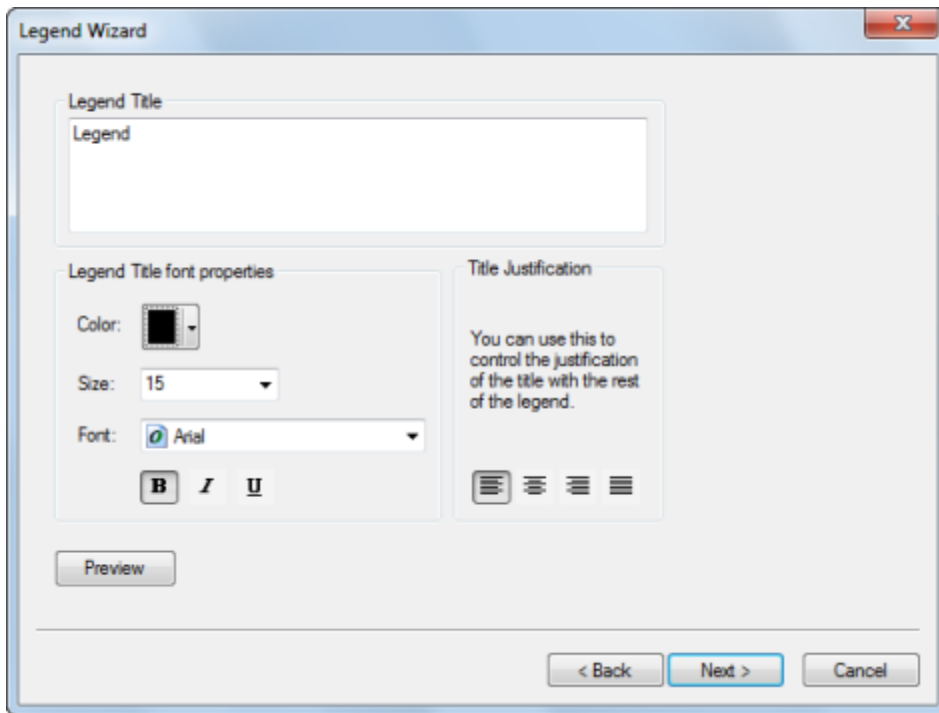 Legend Wizard
Legend Title
Legend
Legend Title font properties
Color:
Size: 15
Font: Arial
B I U
Title Justification
You can use this to
control the justification
of the title with the rest
of the legend.
Preview
< Back Next > Cancel